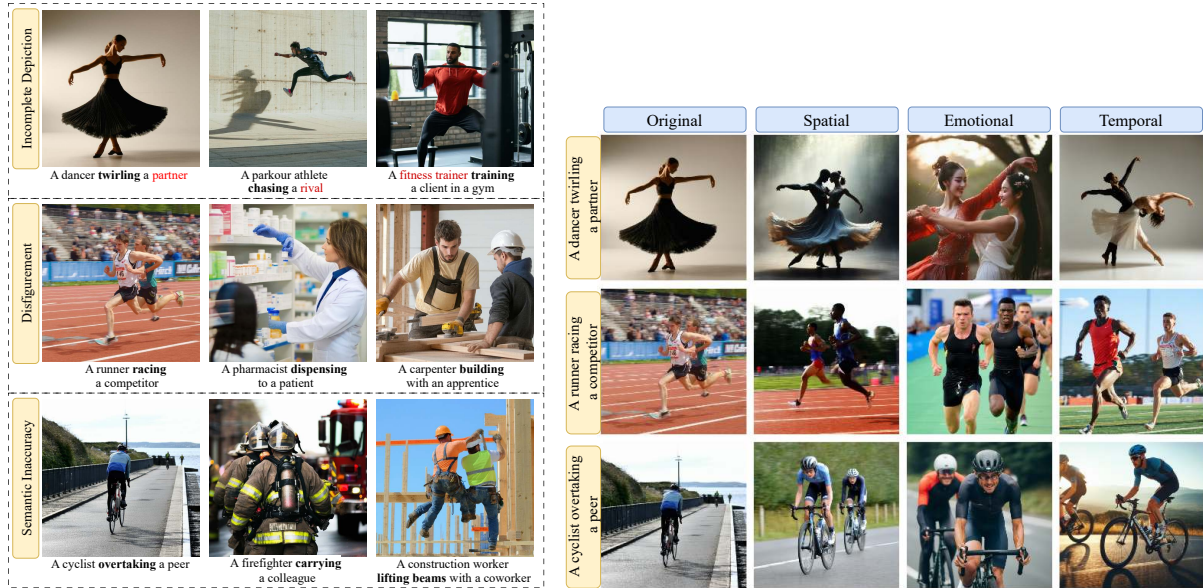 Incomplete Depiction
A dancer twirling a partner
A parkour athlete
chasing a rival
A fitness trainer training
a client in a gym
Disfigurement
A runner racing
a competitor
A pharmacist dispensing
to a patient
A carpenter building
with an apprentice
Semantic Inaccuracy
A cyclist overtaking a peer
A firefighter carrying
a colleague
A construction worker
lifting beams with a coworker
Original
Spatial
Emotional
Temporal
A dancer twirling
a partner
A runner racing
a competitor
A cyclist overtaking
a peer